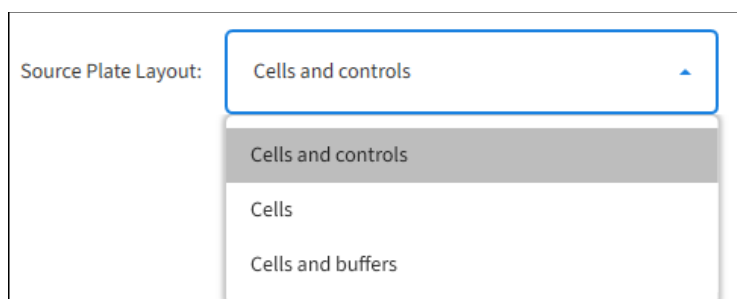 Source Plate Layout: Cells and controls
Cells and controls
Cells
Cells and buffers